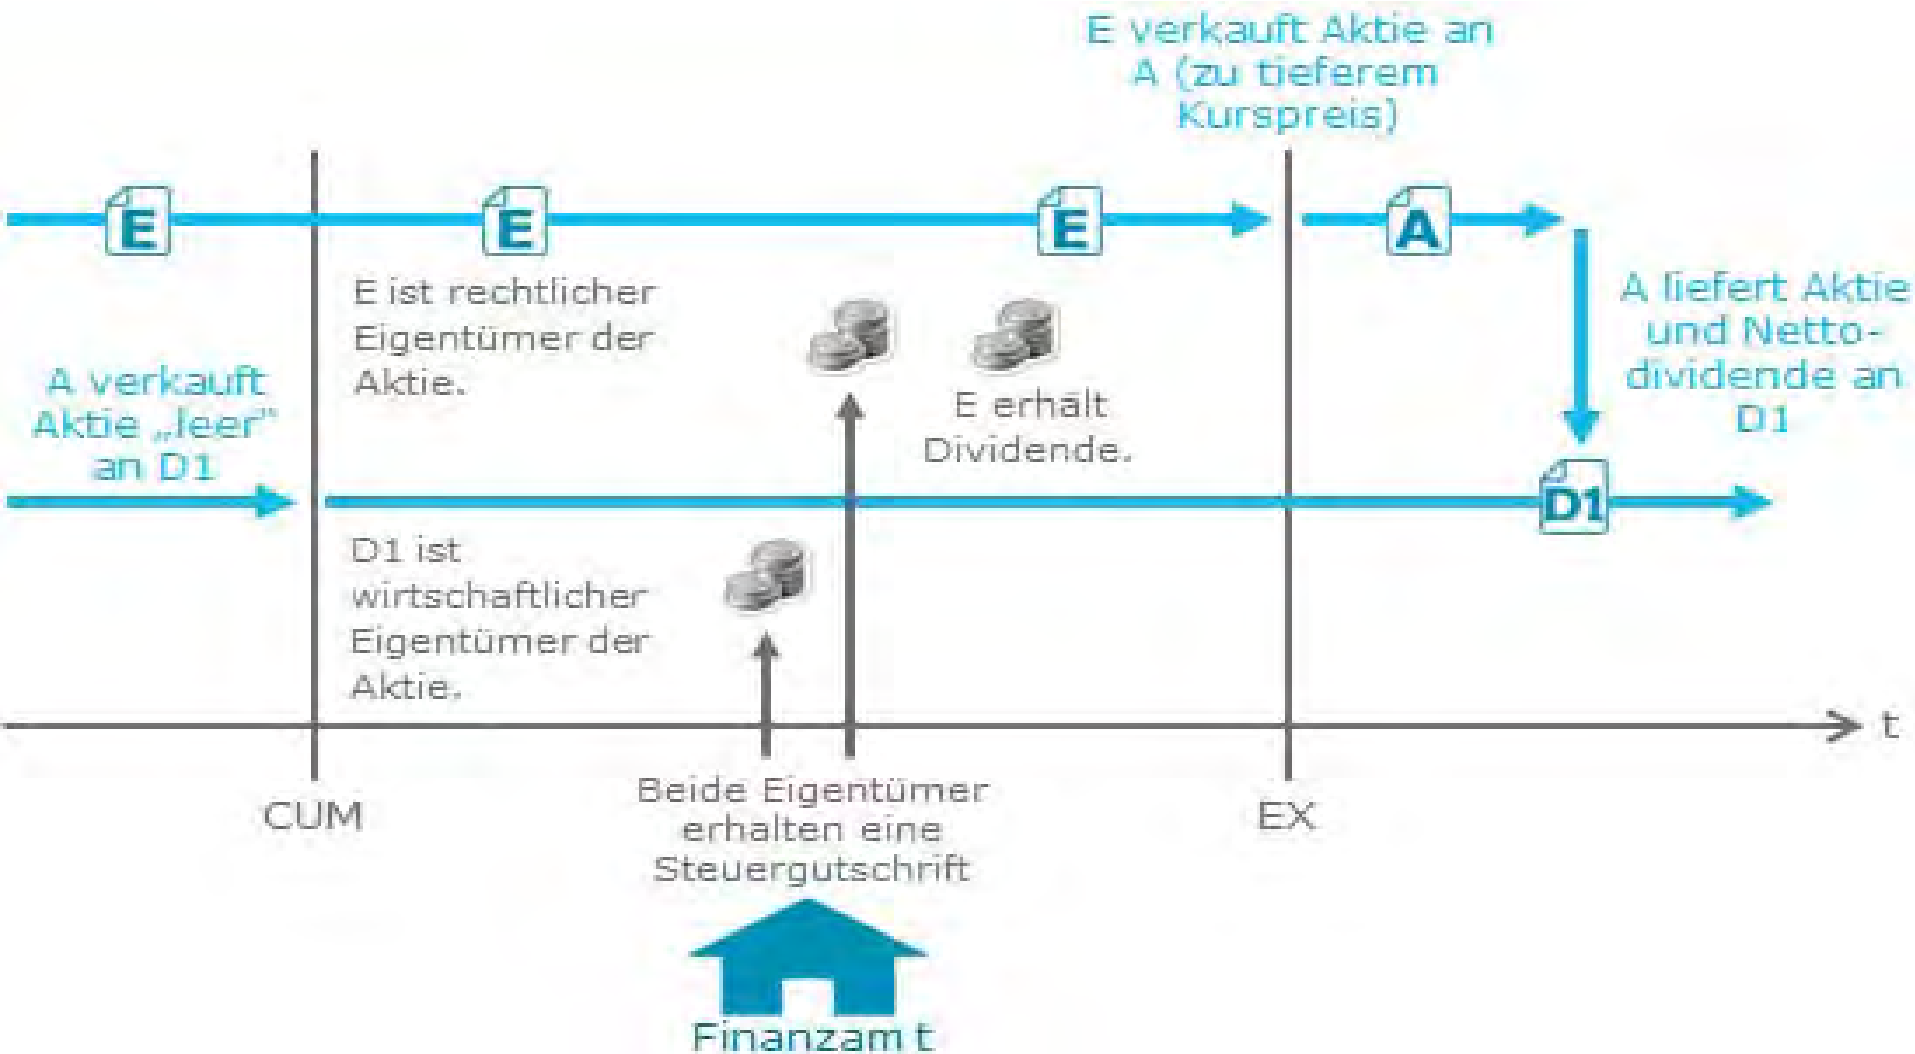 E verkauft Aktie an
A (zu tieferem
Kurspreis)
E
E
E
A
E ist rechtlicher
Eigentümer der
Aktie.
A liefert Aktie
und Netto-
dividende an
D1
A verkauft
Aktie „leer"
an D1
E erhält
Dividende.
D1
D1 ist
wirtschaftlicher
Eigentümer der
Aktie.
t
CUM
Beide Eigentümer
erhalten eine
Steuergutschrift
EX
Finanzamt